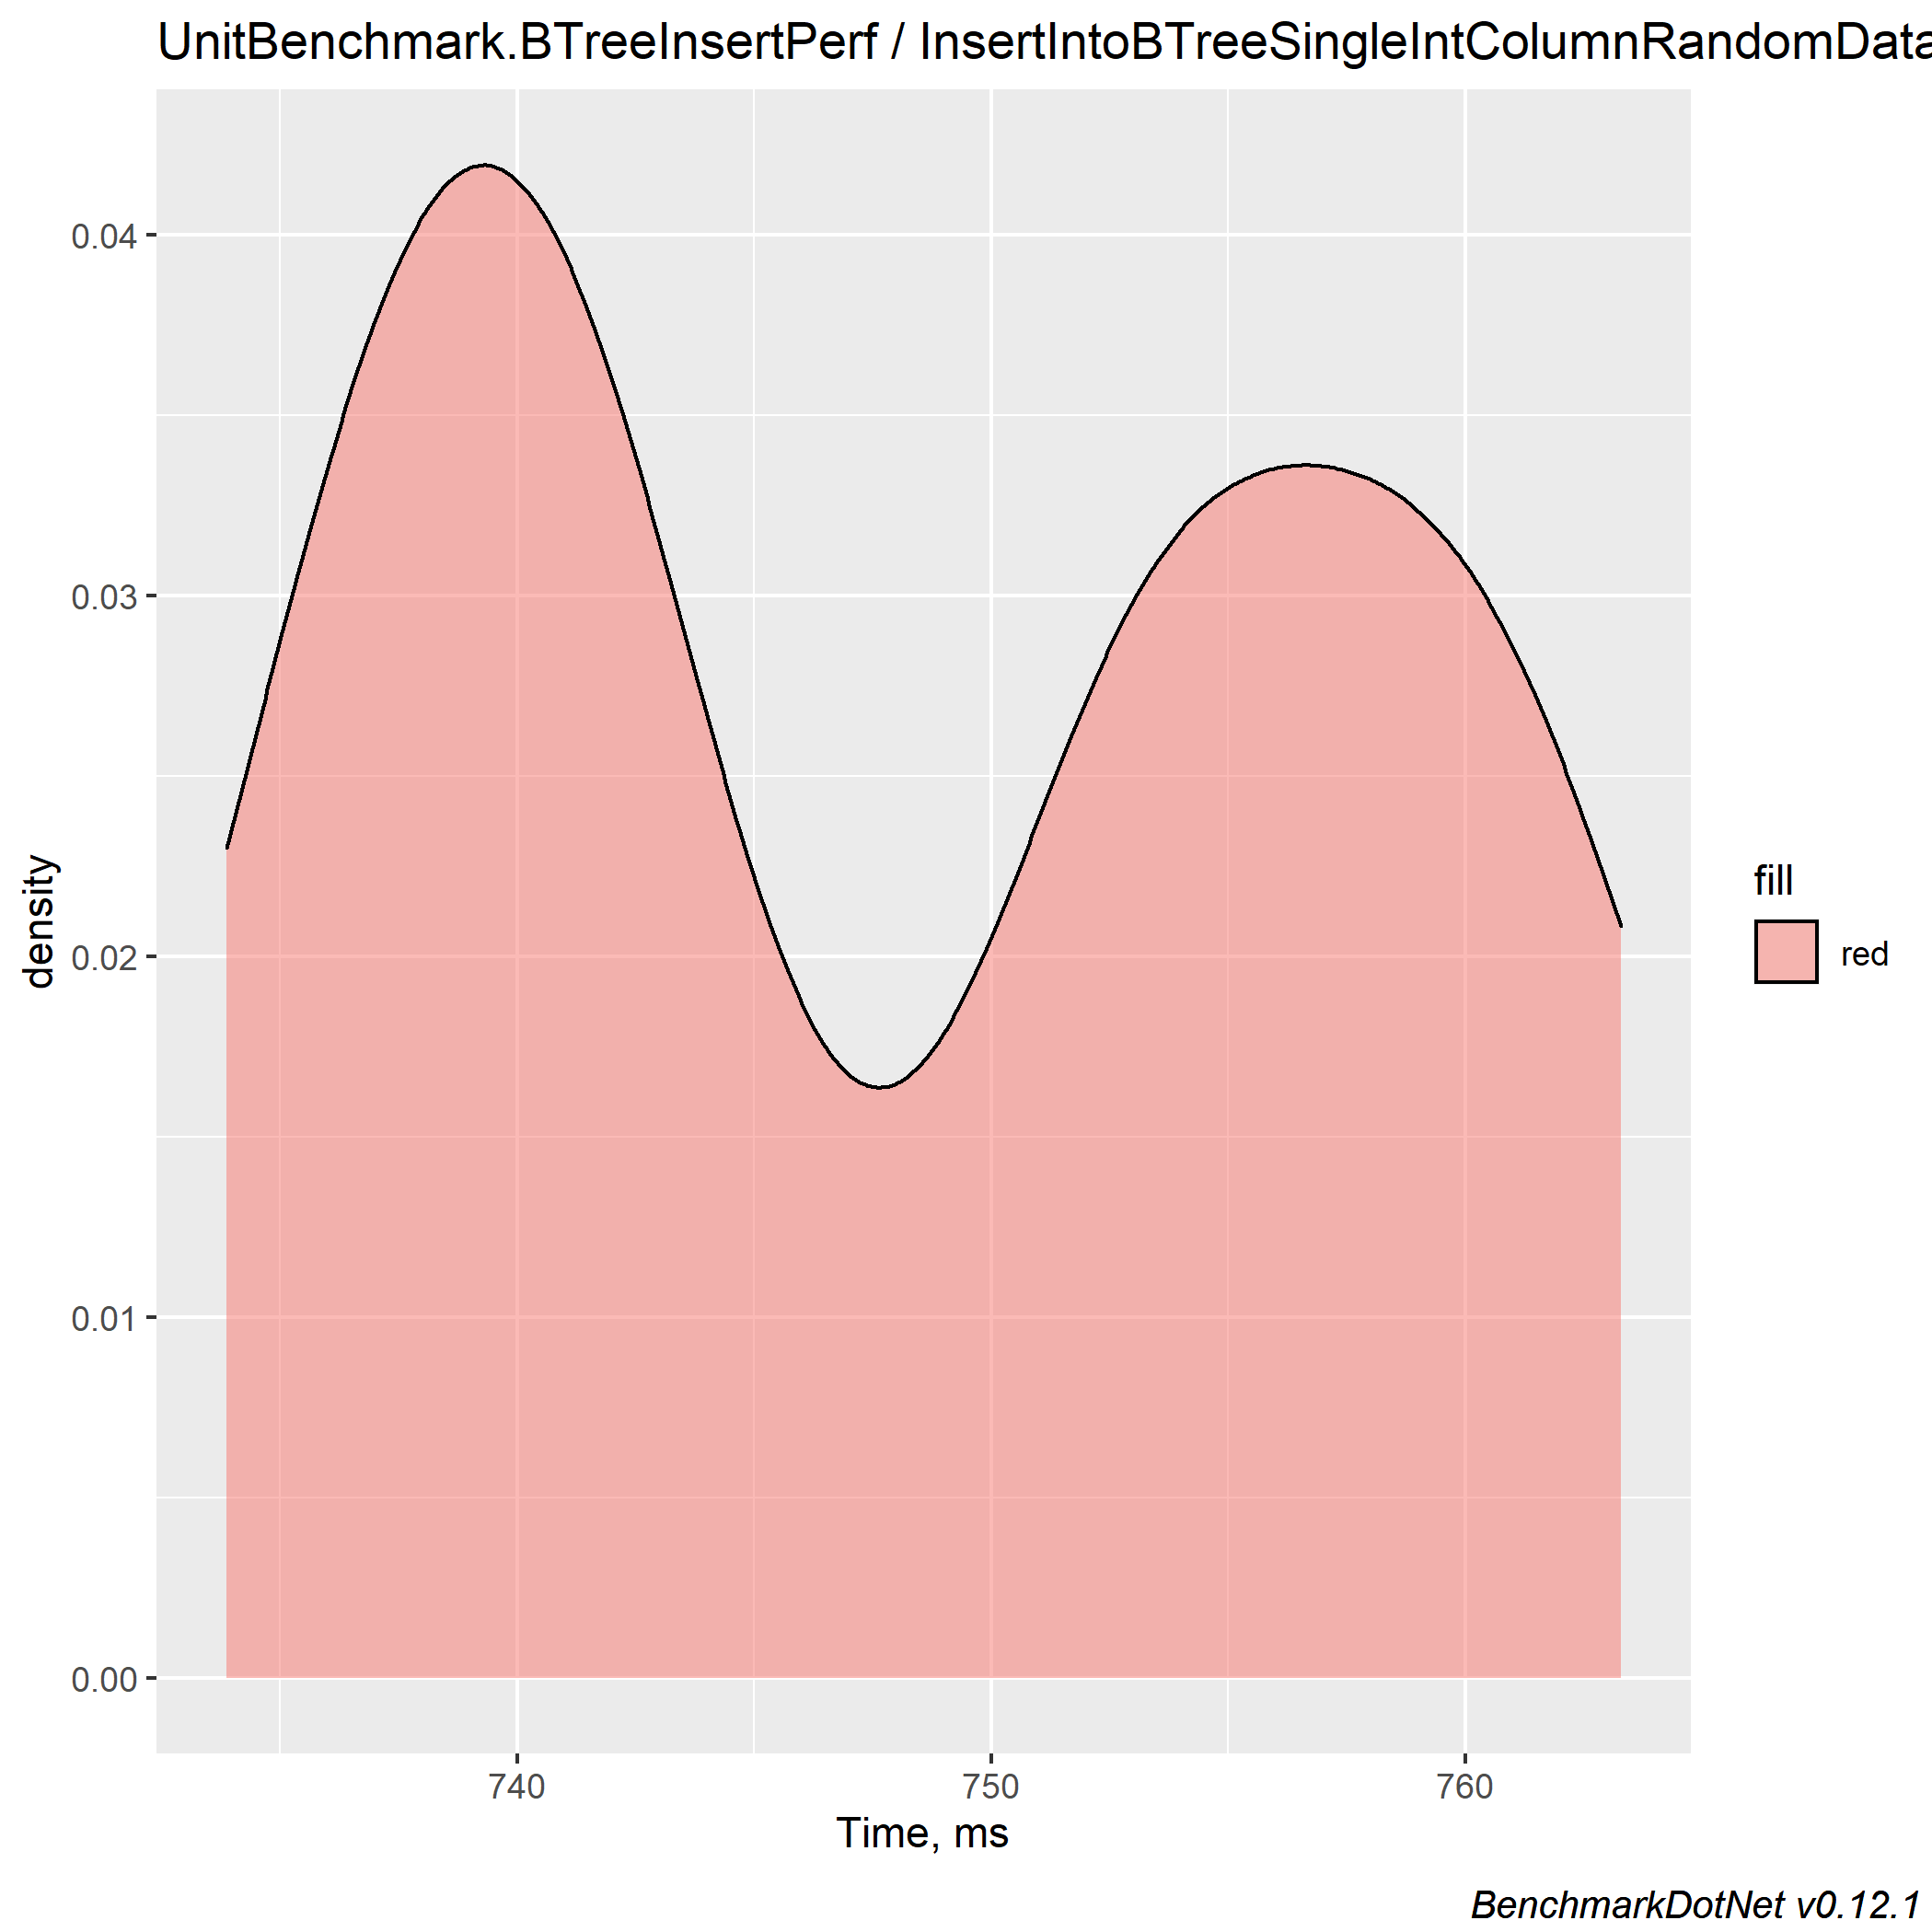 UnitBenchmark.BTreeInsertPerf / InsertIntoBTreeSingleIntColumnRandomData
0.04
0.03
0.02
0.01
0.00
density
740 750 760
Time, ms
fill
red
BenchmarkDotNet v0.12.1